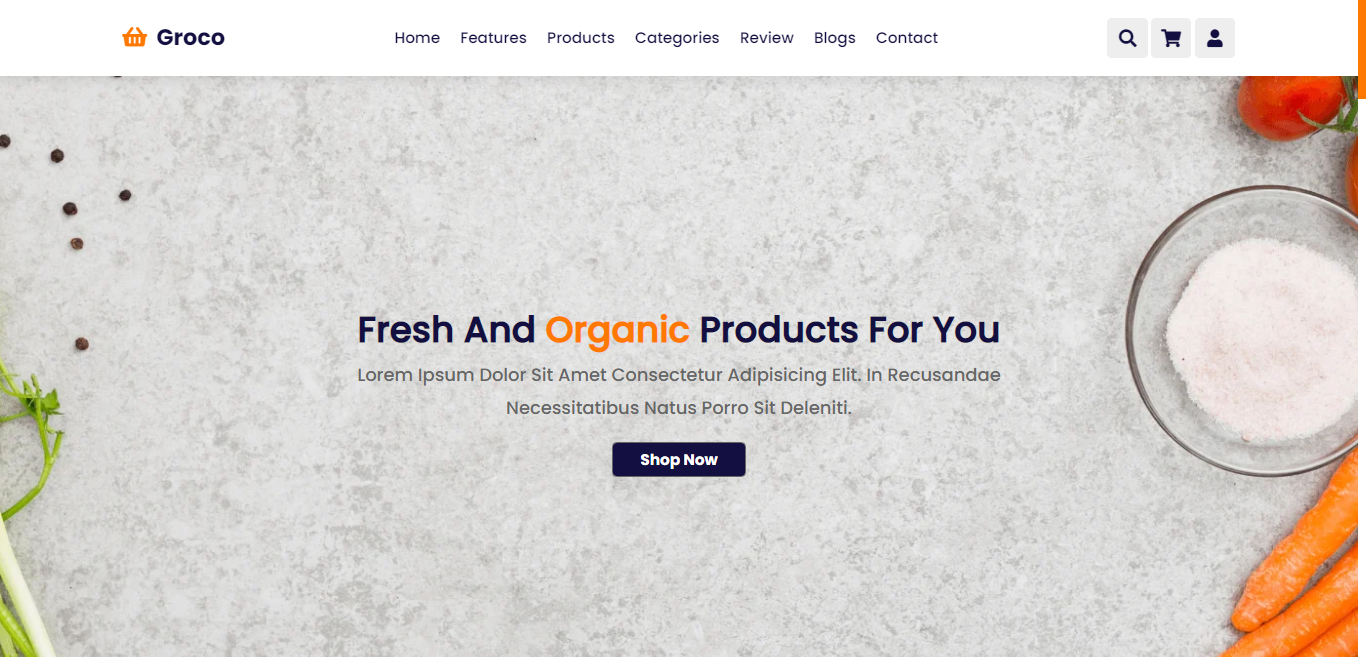 Groco
Home Features Products Categories Review Blogs Contact
Fresh And Organic Products For You
Lorem Ipsum Dolor Sit Amet Consectetur Adipisicing Elit. In Recusandae
Necessitatibus Natus Porro Sit Deleniti.
Shop Now